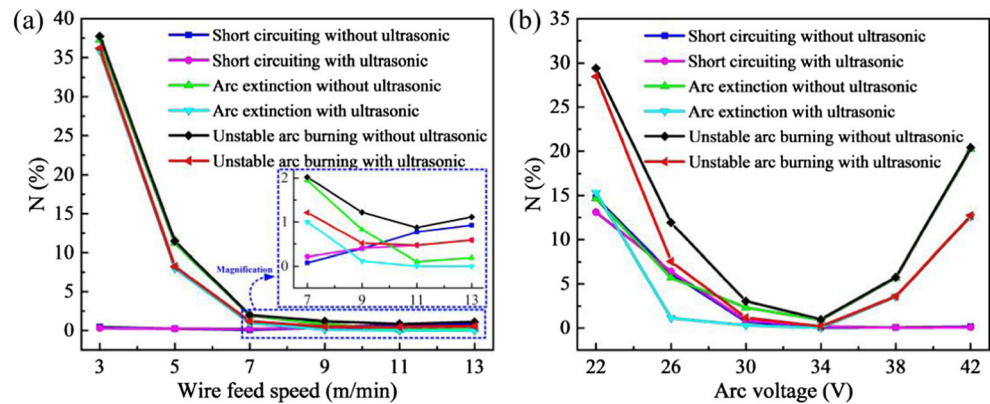 (a)
40
35
30
25
20
15
10
5
0
N (%)
Short circuiting without ultrasonic
Short circuiting with ultrasonic
Arc extinction without ultrasonic
Arc extinction with ultrasonic
Unstable arc burning without ultrasonic
Unstable arc burning with ultrasonic
Magnification
2
1
0
7 9 11 13
3 5 7 9 11 13
Wire feed speed (m/min)
(b)
35
30
25
20
15
10
5
0
N (%)
Short circuiting without ultrasonic
Short circuiting with ultrasonic
Arc extinction without ultrasonic
Arc extinction with ultrasonic
Unstable arc burning without ultrasonic
Unstable arc burning with ultrasonic
22 26 30 34 38 42
Arc voltage (V)